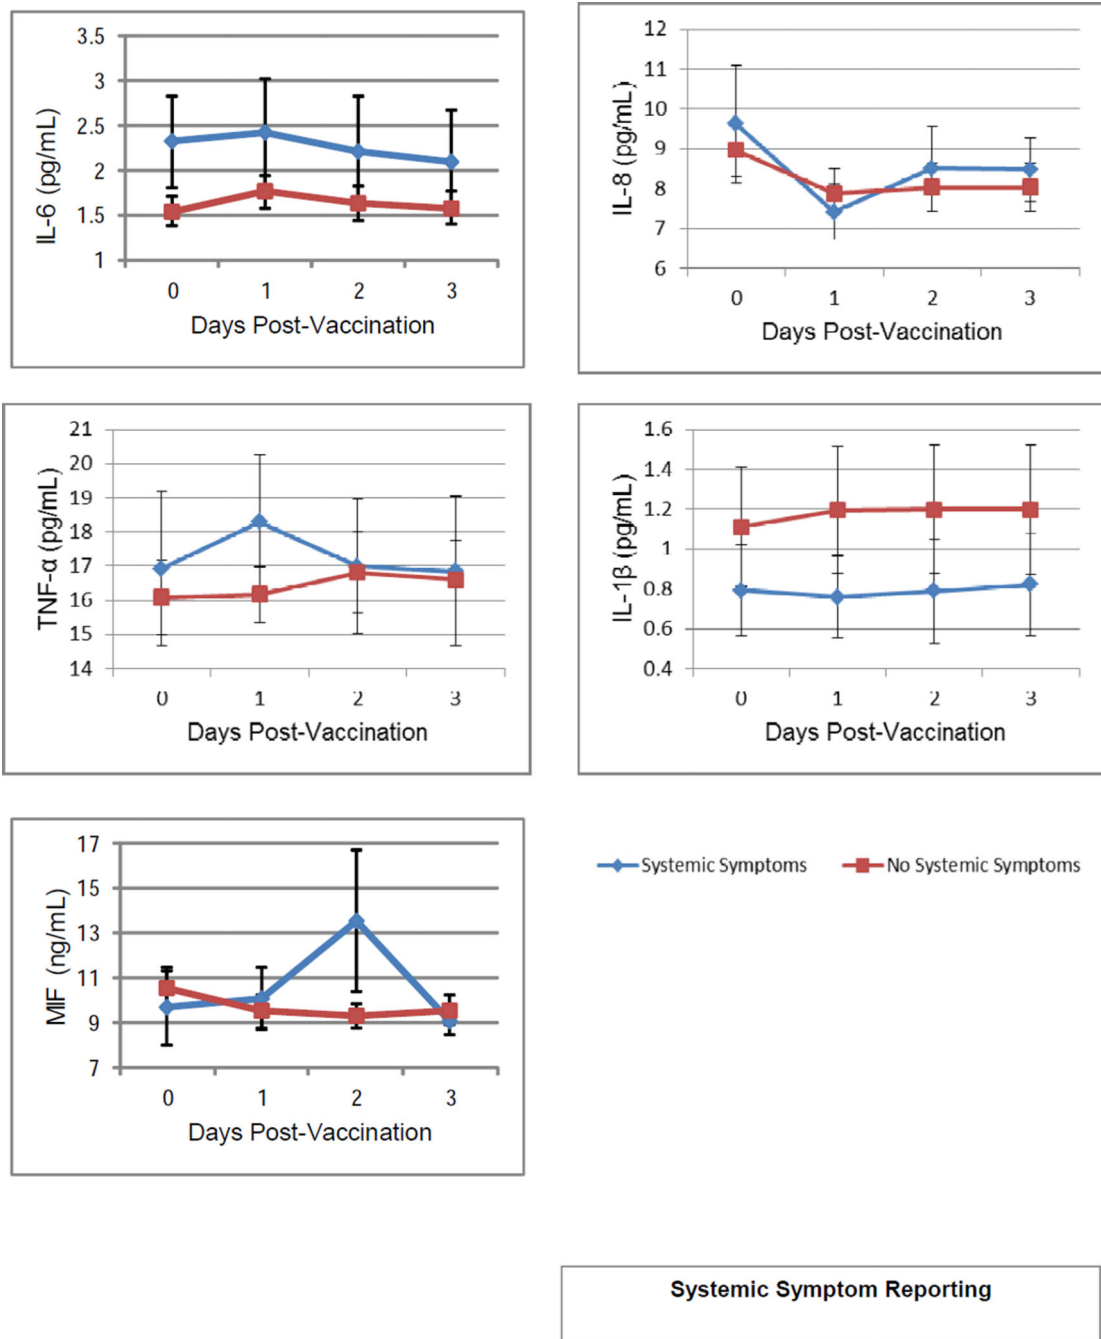 3.5
3
2.5
2
1.5
1
IL-6 (pg/mL)
0 1 2 3
Days Post-Vaccination
12
11
10
9
8
7
6
IL-8 (pg/mL)
0 1 2 3
Days Post-Vaccination
21
20
19
18
17
16
15
14
TNF-α (pg/mL)
0 1 2 3
Days Post-Vaccination
1.6
1.4
1.2
1
0.8
0.6
0.4
IL-1β (pg/mL)
0 1 2 3
Days Post-Vaccination
17
15
13
11
9
7
MIF (ng/mL)
0 1 2 3
Days Post-Vaccination
Systemic Symptoms No Systemic Symptoms
Systemic Symptom Reporting